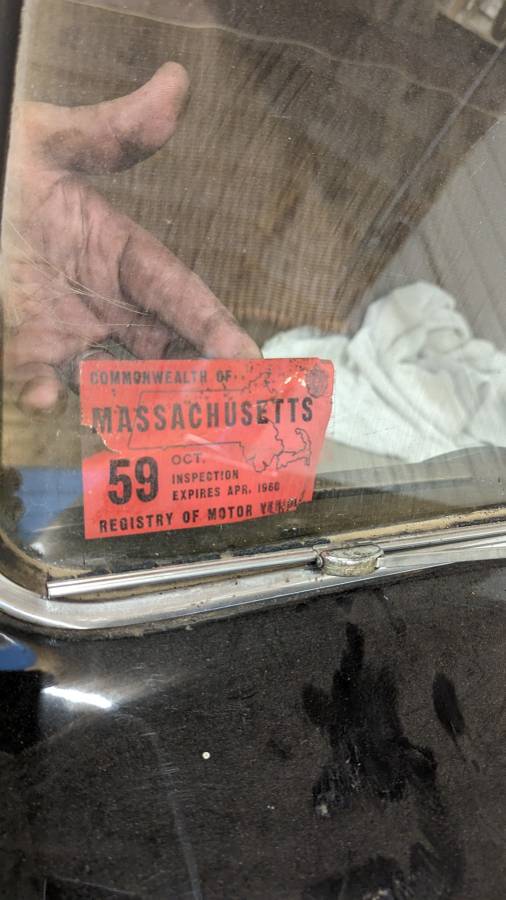 COMMONWEALTH OF
MASSACHUSETTS
59 OCT.
INSPECTION
EXPIRES APR. 1960
REGISTRY OF MOTOR